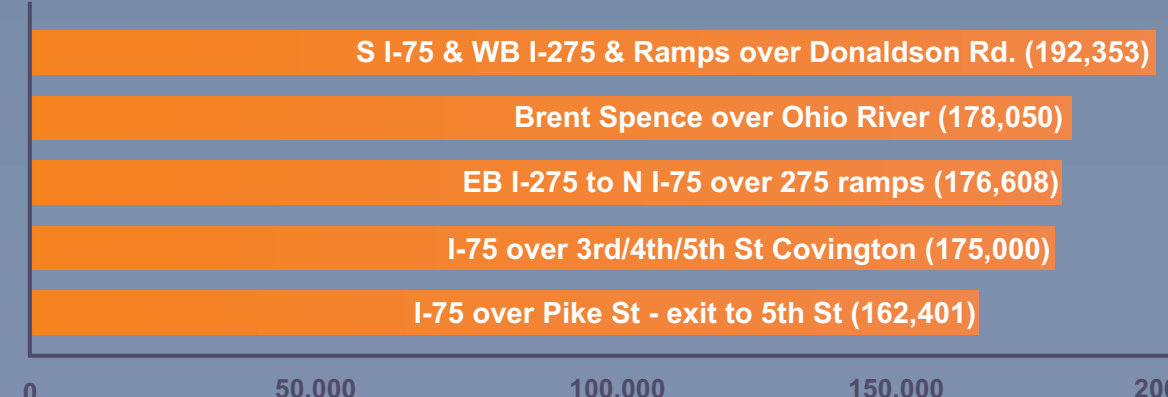 S I-75 & WB I-275 & Ramps over Donaldson Rd. (192,353)
Brent Spence over Ohio River (178,050)
EB I-275 to N I-75 over 275 ramps (176,608)
I-75 over 3rd/4th/5th St Covington (175,000)
I-75 over Pike St - exit to 5th St (162,401)
0 50,000 100,000 150,000